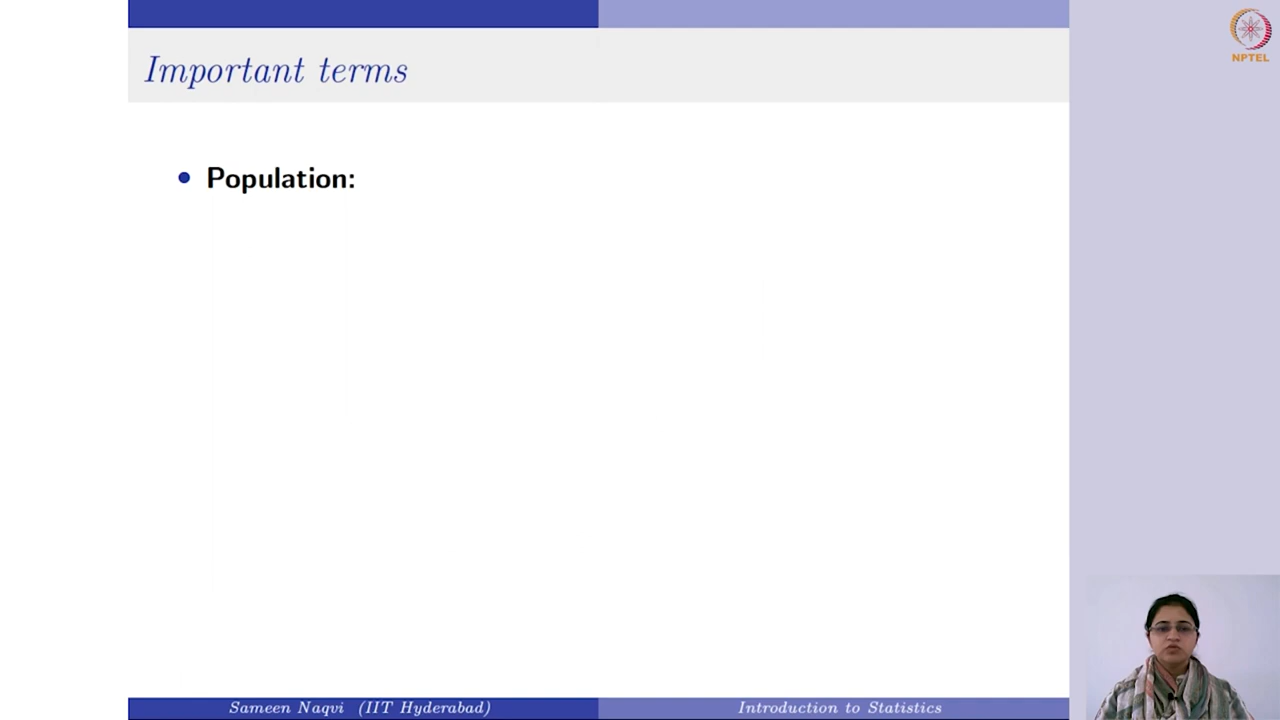 Important terms
NPTEL
• Population:
Sameen Naqvi (IIT Hyderabad)
Introduction to Statistics